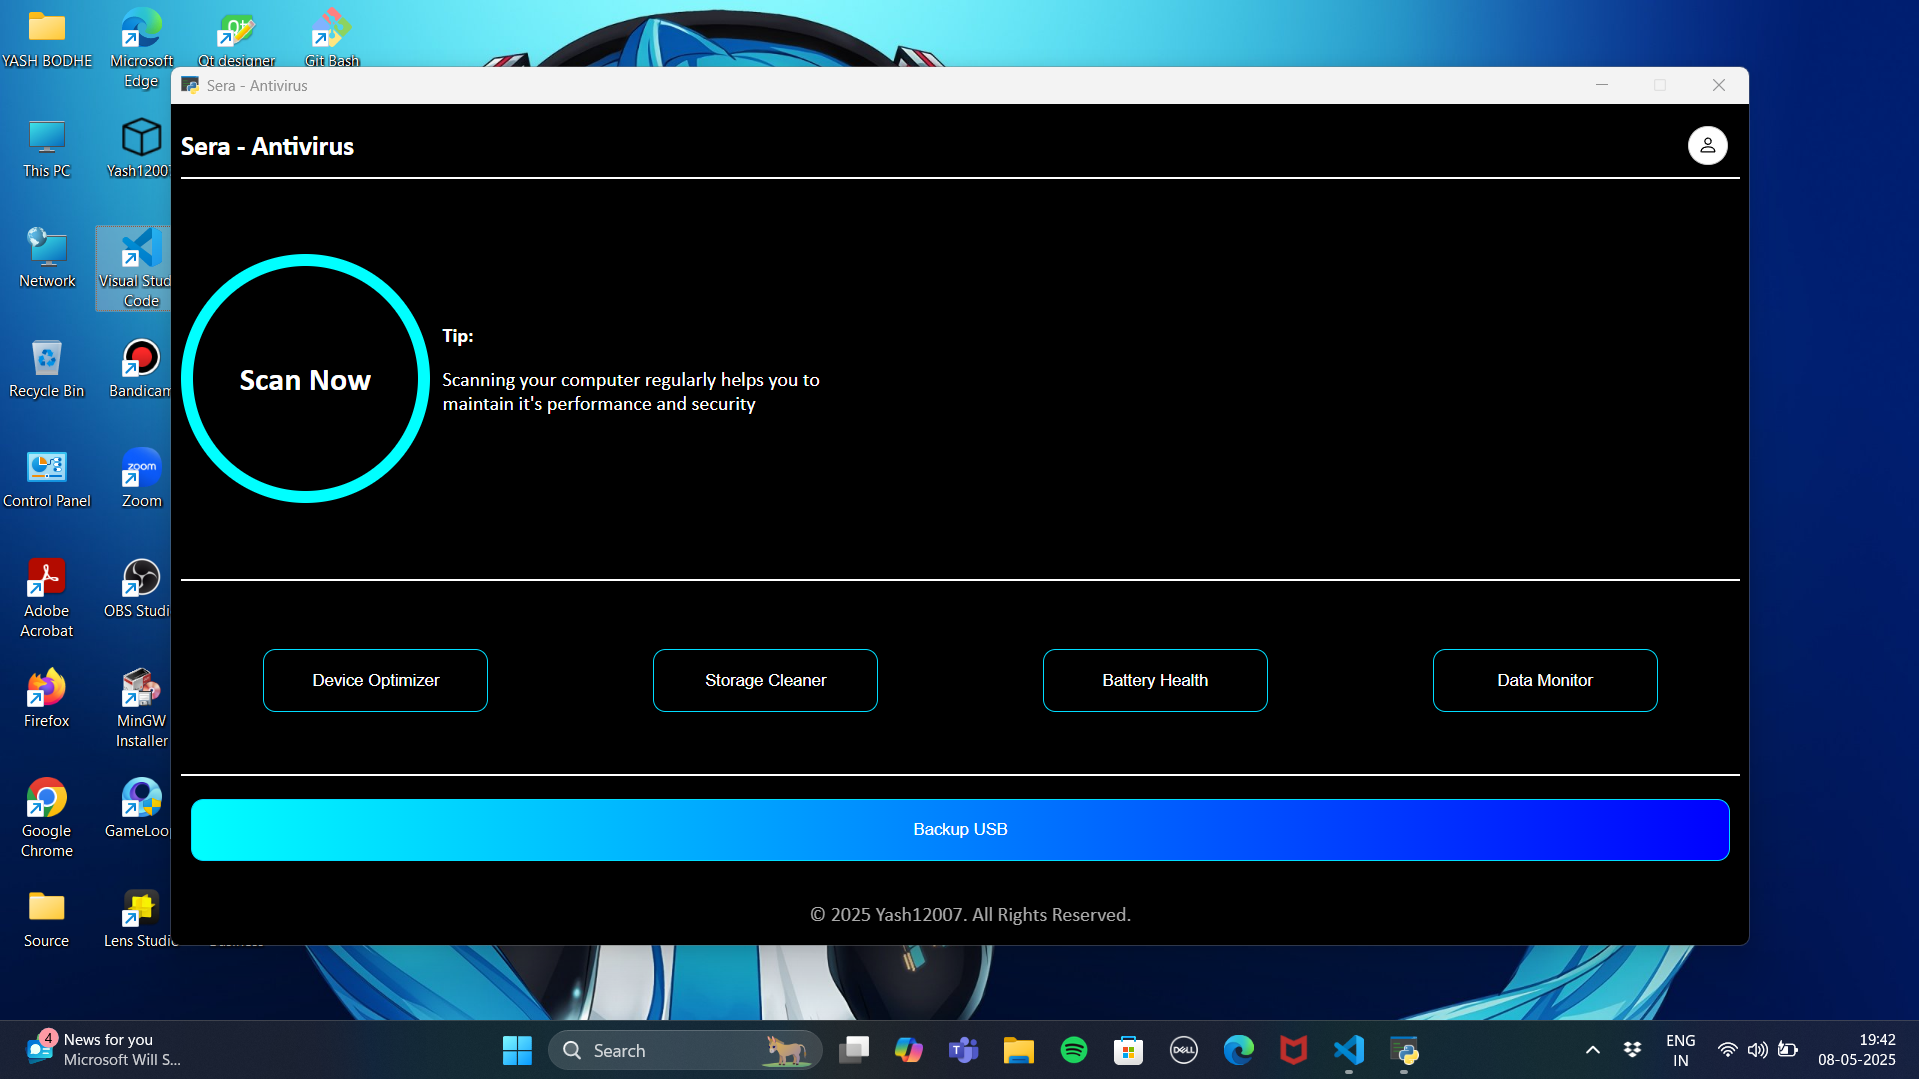 YASH BODHE
Microsoft
Edge
Qt designer
Git Bash
This PC
Yash12007
Network
Visual Stud
Code
Recycle Bin
Bandicam
Control Panel
zoom
Zoom
Adobe
Acrobat
OBS Studi
Firefox
MinGW
Installer
Google
Chrome
GameLoo
Source
Lens Studio
Sera - Antivirus
Sera - Antivirus
Scan Now
Tip:
Scanning your computer regularly helps you to
maintain it's performance and security
Device Optimizer
Storage Cleaner
Battery Health
Data Monitor
Backup USB
© 2025 Yash12007. All Rights Reserved.
4
News for you
Microsoft Will S...
Search
DELL
ENG
IN
19:42
08-05-2025